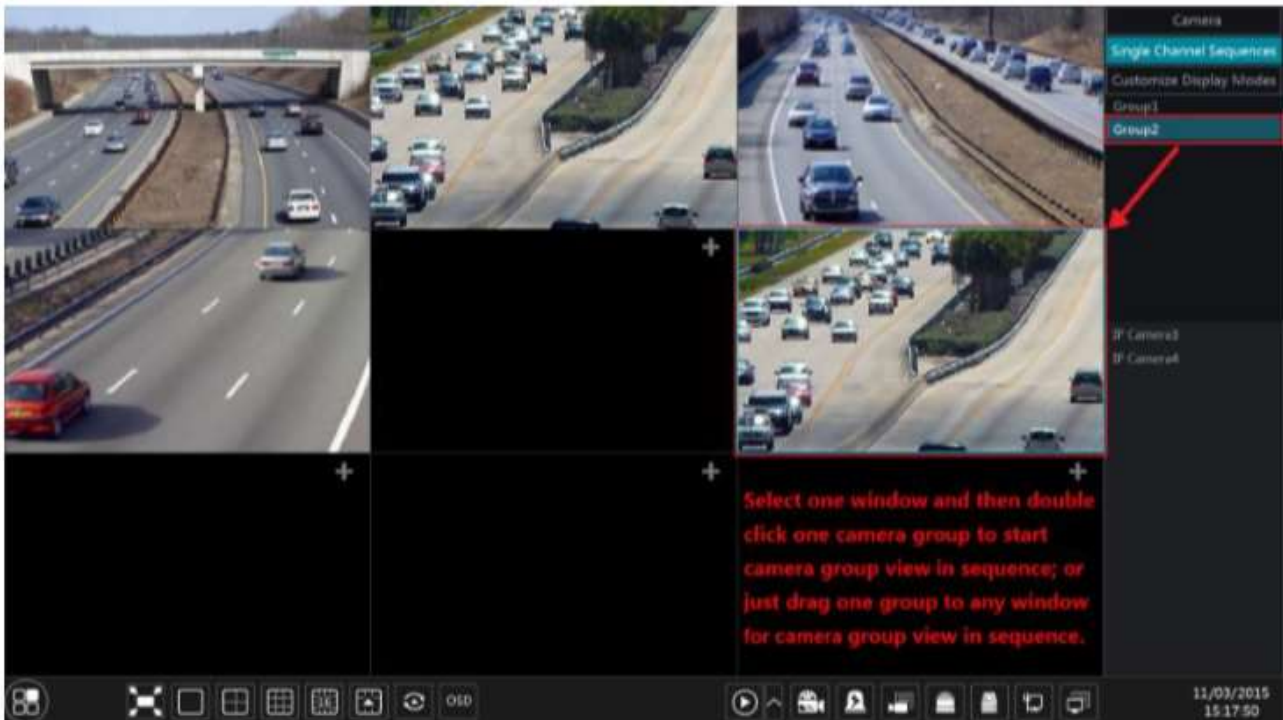 Camera
Single Channel Sequences
Customize Display Modes
Group1
Group2
IP Camera3
IP Camera4
Select one window and then double
click one camera group to start
camera group view in sequence; or
just drag one group to any window
for camera group view in sequence.
OSD
11/03/2015
15:17:50